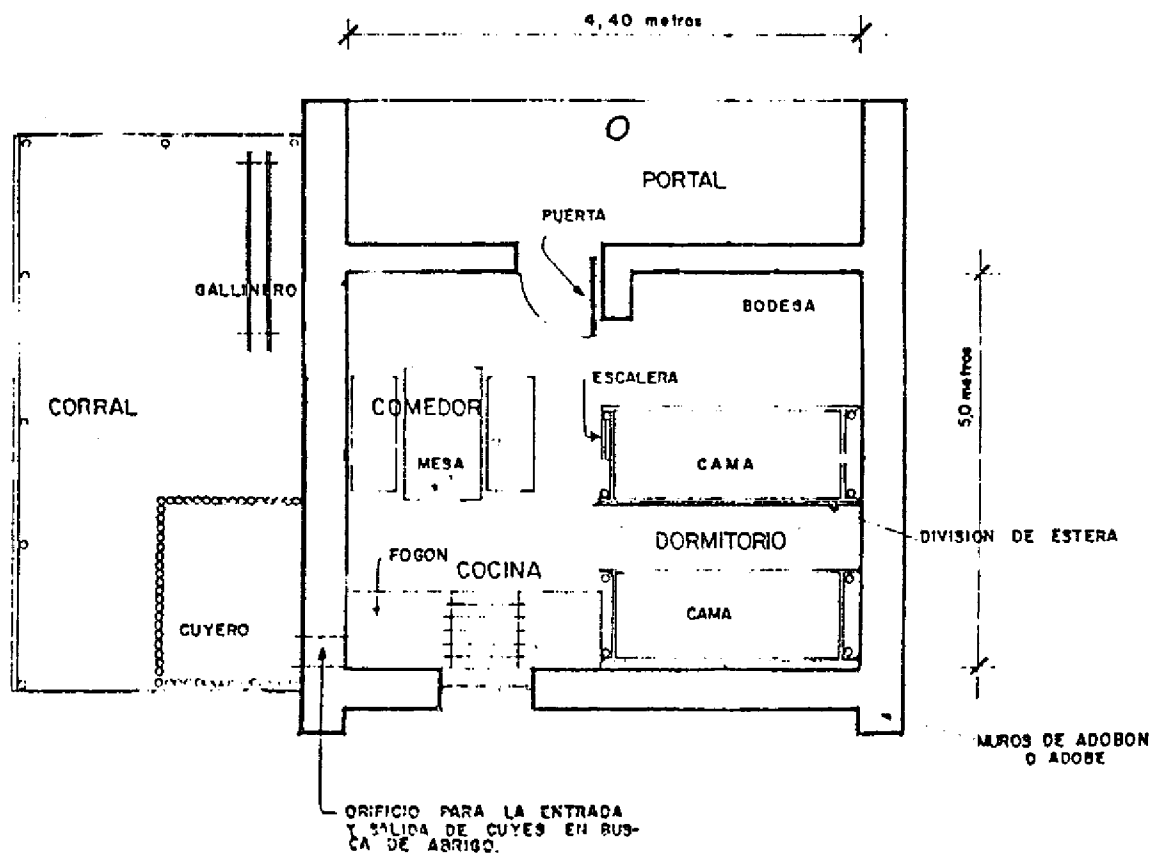 4,40 metros
PORTAL
PUERTA
GALLINERO
BODEGA
CORRAL
ESCALERA
COMEDOR
5,0 metros
MESA
CAMA
DORMITORIO
DIVISION DE ESTERA
FOGON
COCINA
CUYERO
CAMA
MUROS DE ADOBON
O ADOBE
ORIFICIO PARA LA ENTRADA
Y SALIDA DE CUYES EN BUS-
CA DE ABRIGO.